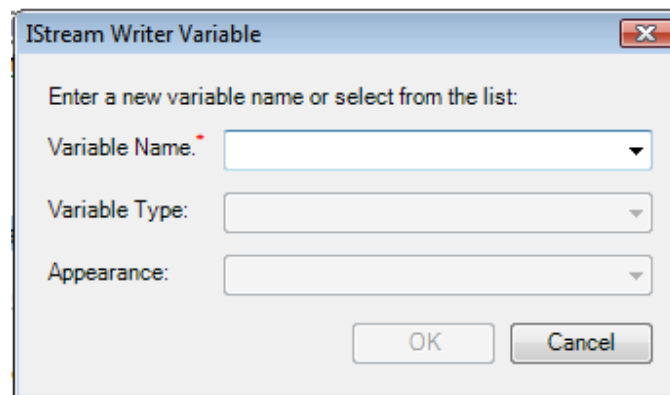 IStream Writer Variable
Enter a new variable name or select from the list:
Variable Name.*
Variable Type:
Appearance:
OK Cancel